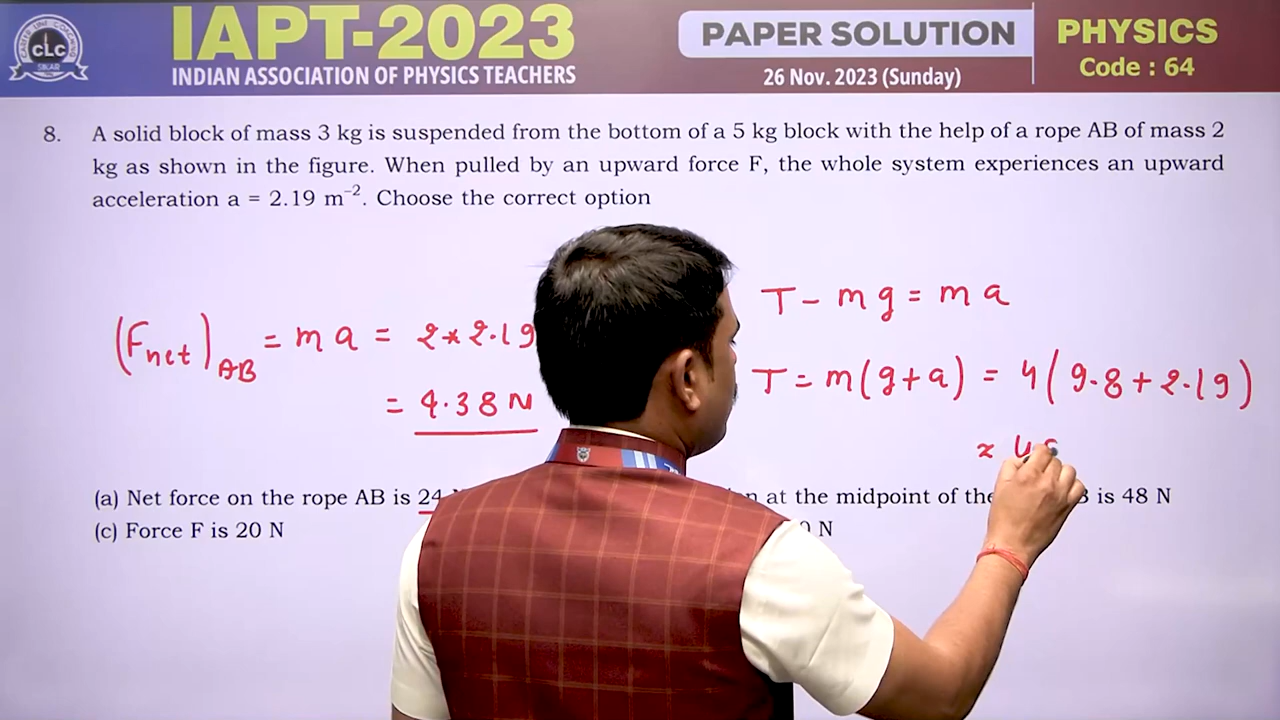 CLC
SIKAR
IAPT-2023
INDIAN ASSOCIATION OF PHYSICS TEACHERS
PAPER SOLUTION
26 Nov. 2023 (Sunday)
PHYSICS
Code : 64
8. A solid block of mass 3 kg is suspended from the bottom of a 5 kg block with the help of a rope AB of mass 2
kg as shown in the figure. When pulled by an upward force F, the whole system experiences an upward
acceleration a = 2.19 m⁻². Choose the correct option
(Fnet)AB = ma = 2 × 2.19
= 4.38 N
T - mg = ma
T = m(g+a) = 4(9.8+2.19)
≈
(a) Net force on the rope AB is 24
at the midpoint of the
is 48 N
(c) Force F is 20 N
N